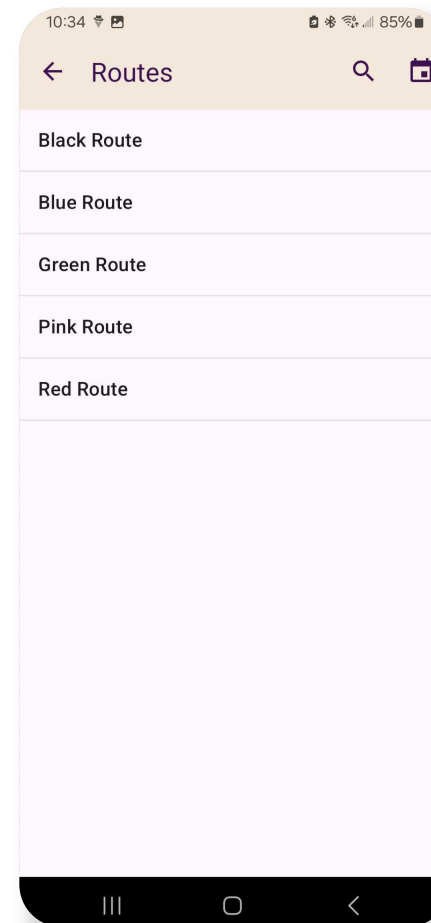 10:34 85%
Routes
Black Route
Blue Route
Green Route
Pink Route
Red Route